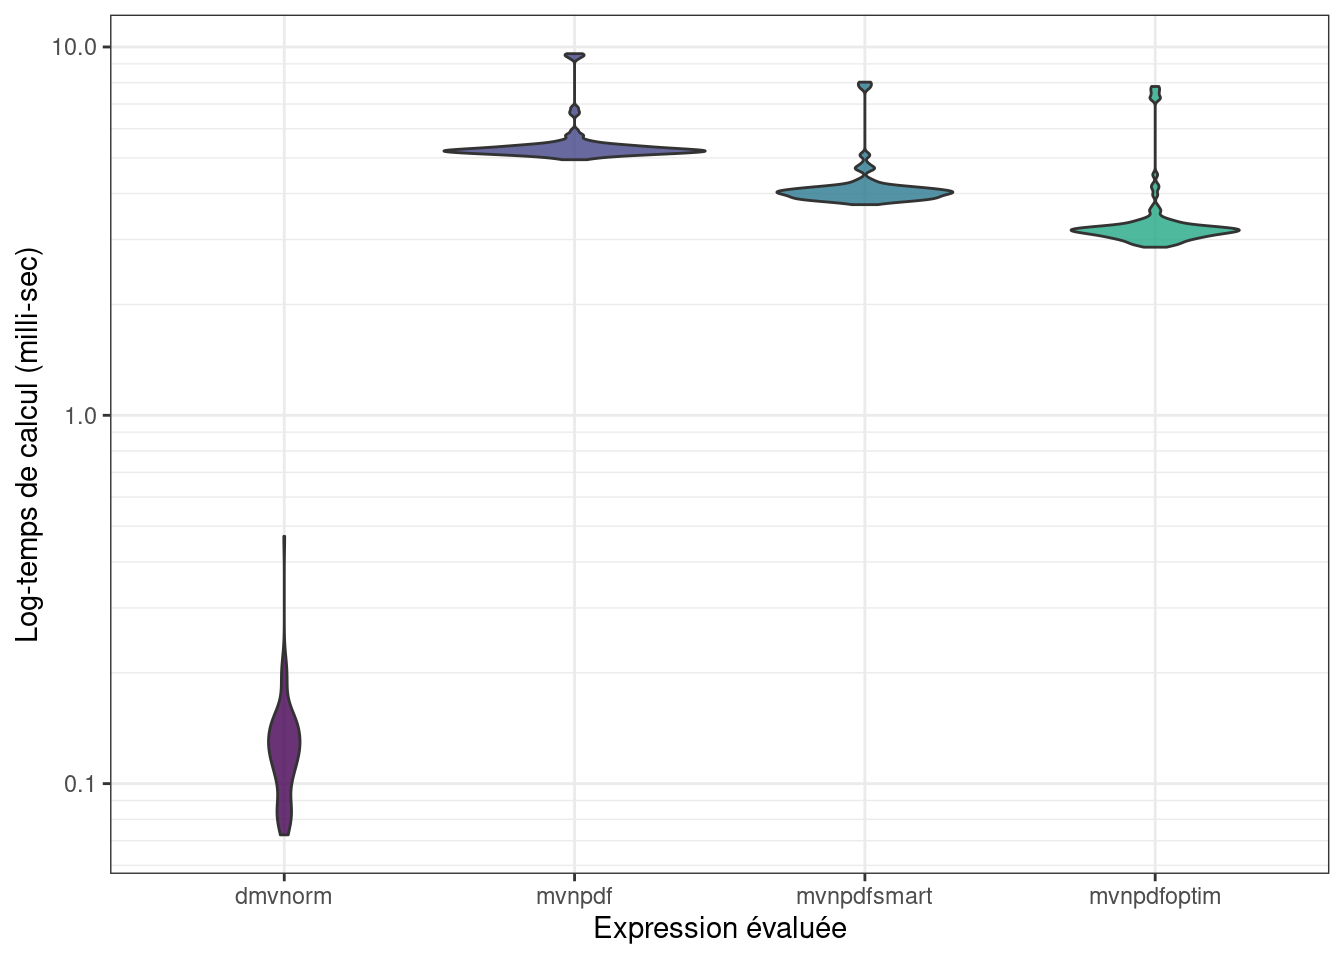 Log-temps de calcul (milli-sec)
10.0
1.0
0.1
dmvnorm mvnpdf mvnpdfsmart mvnpdfoptim
Expression évaluée